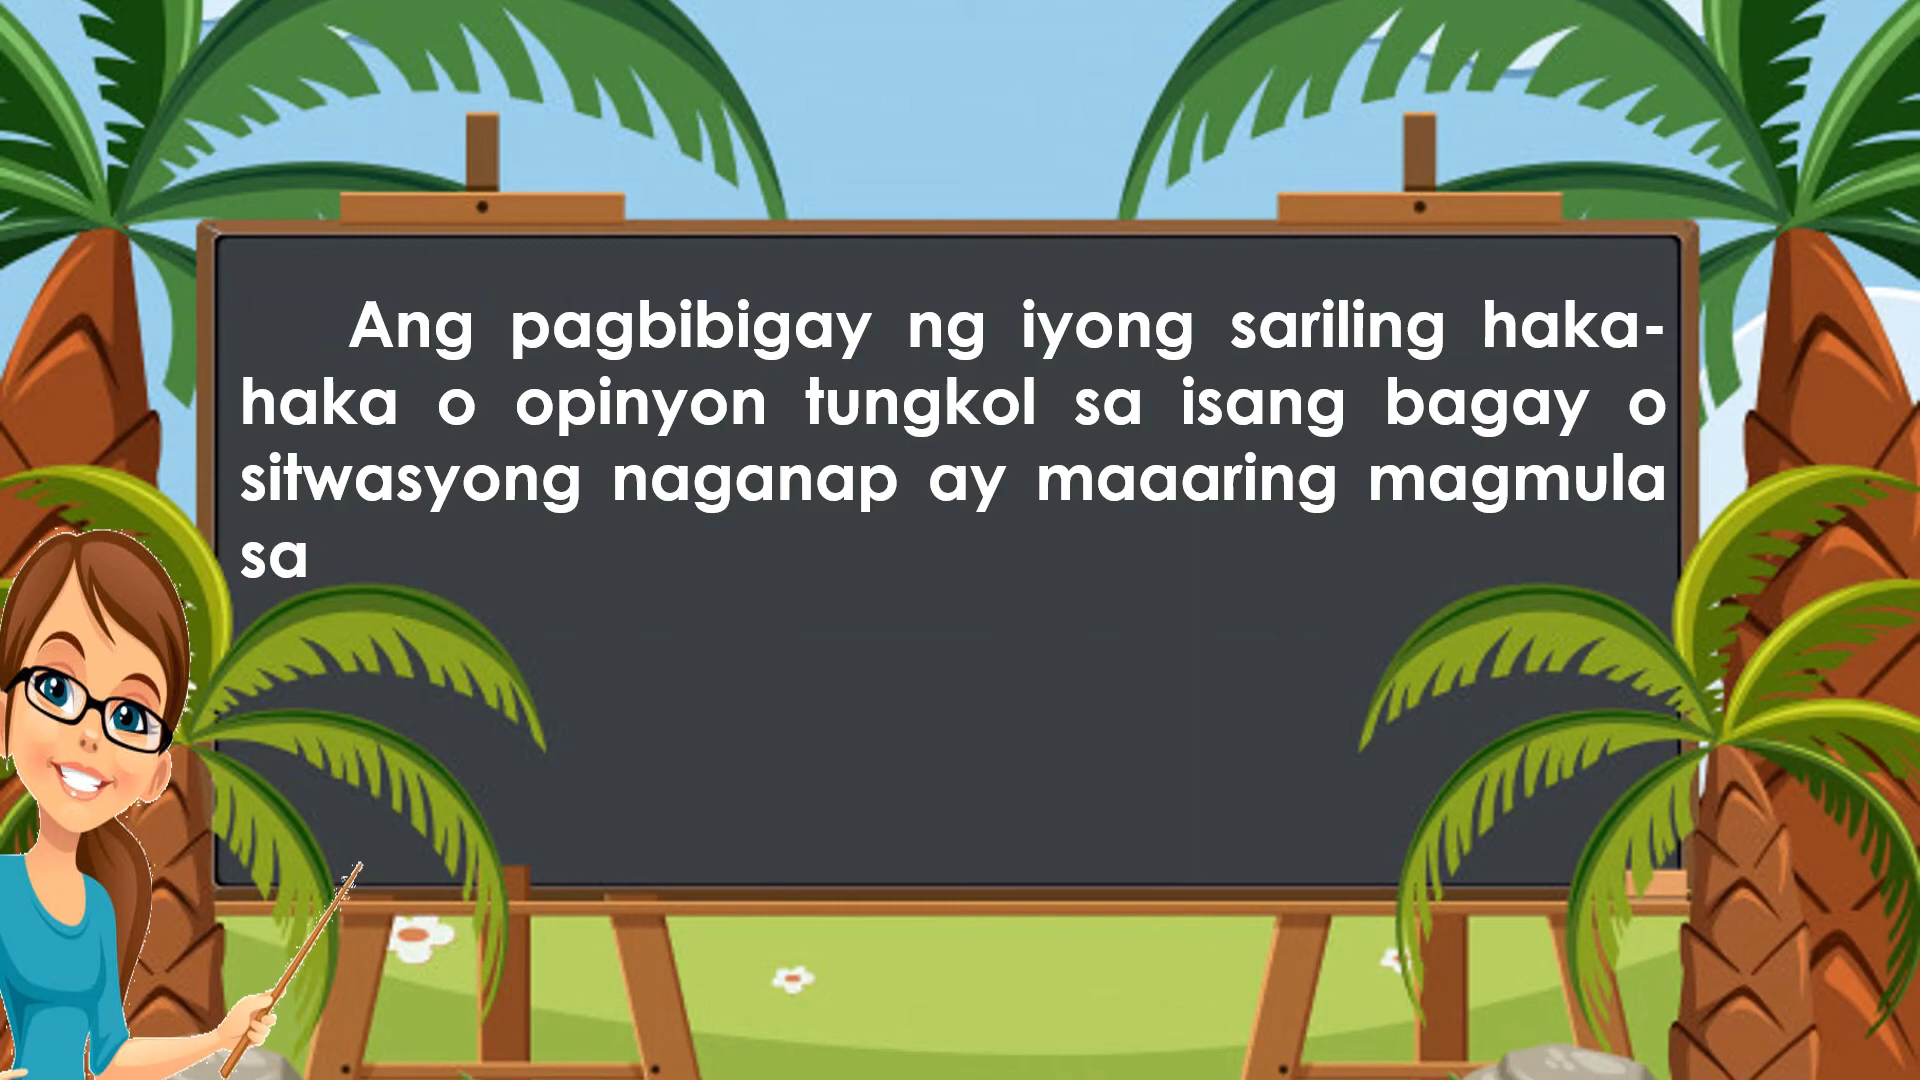 Ang pagbibigay ng iyong sariling haka-
haka o opinyon tungkol sa isang bagay o
sitwasyong naganap ay maaaring magmula
sa